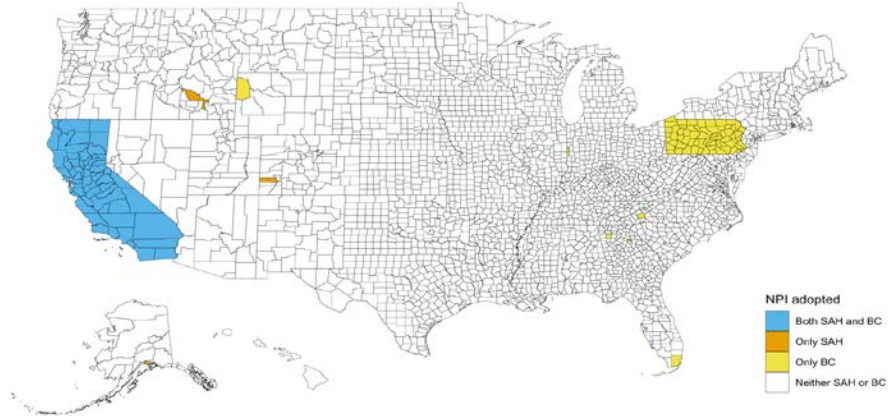 NPI adopted
Both SAH and BC
Only SAH
Only BC
Neither SAH or BC